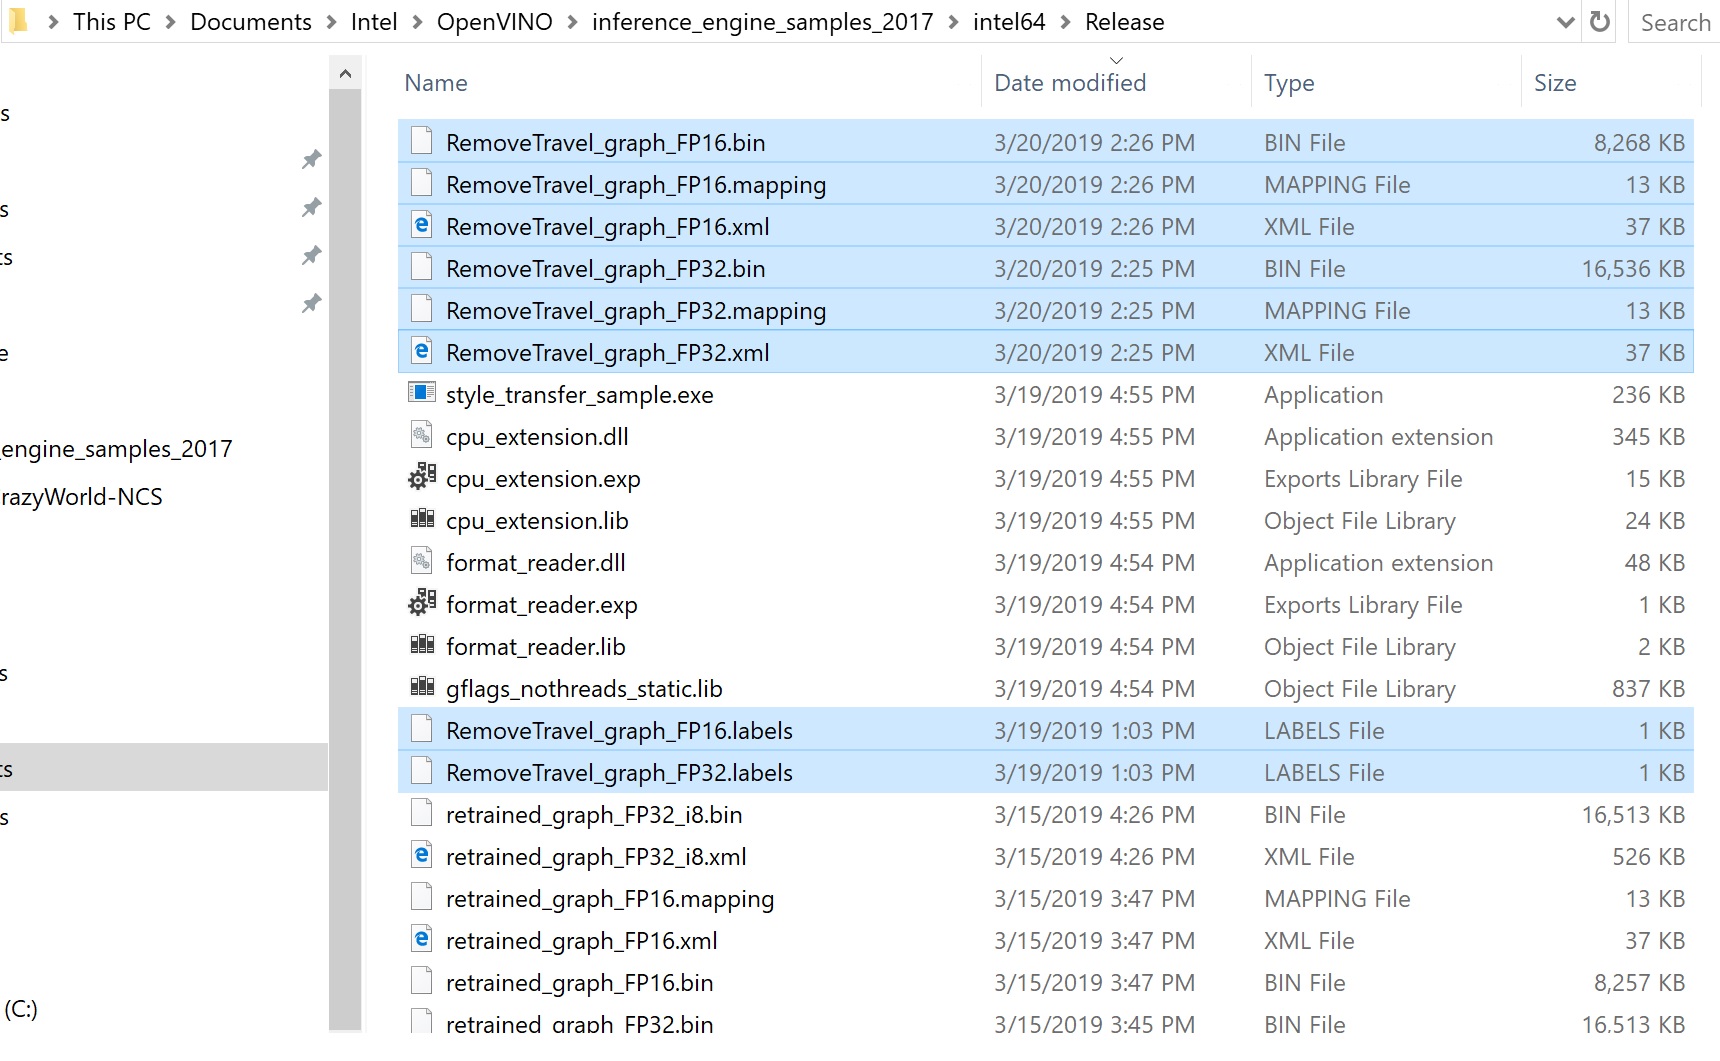 This PC > Documents > Intel > OpenVINO > inference_engine_samples_2017 > intel64 > Release
Search
Name Date modified Type Size
RemoveTravel_graph_FP16.bin 3/20/2019 2:26 PM BIN File 8,268 KB
RemoveTravel_graph_FP16.mapping 3/20/2019 2:26 PM MAPPING File 13 KB
RemoveTravel_graph_FP16.xml 3/20/2019 2:26 PM XML File 37 KB
RemoveTravel_graph_FP32.bin 3/20/2019 2:25 PM BIN File 16,536 KB
RemoveTravel_graph_FP32.mapping 3/20/2019 2:25 PM MAPPING File 13 KB
RemoveTravel_graph_FP32.xml 3/20/2019 2:25 PM XML File 37 KB
style_transfer_sample.exe 3/19/2019 4:55 PM Application 236 KB
cpu_extension.dll 3/19/2019 4:55 PM Application extension 345 KB
cpu_extension.exp 3/19/2019 4:55 PM Exports Library File 15 KB
cpu_extension.lib 3/19/2019 4:55 PM Object File Library 24 KB
format_reader.dll 3/19/2019 4:54 PM Application extension 48 KB
format_reader.exp 3/19/2019 4:54 PM Exports Library File 1 KB
format_reader.lib 3/19/2019 4:54 PM Object File Library 2 KB
gflags_nothreads_static.lib 3/19/2019 4:54 PM Object File Library 837 KB
RemoveTravel_graph_FP16.labels 3/19/2019 1:03 PM LABELS File 1 KB
RemoveTravel_graph_FP32.labels 3/19/2019 1:03 PM LABELS File 1 KB
retrained_graph_FP32_i8.bin 3/15/2019 4:26 PM BIN File 16,513 KB
retrained_graph_FP32_i8.xml 3/15/2019 4:26 PM XML File 526 KB
retrained_graph_FP16.mapping 3/15/2019 3:47 PM MAPPING File 13 KB
retrained_graph_FP16.xml 3/15/2019 3:47 PM XML File 37 KB
retrained_graph_FP16.bin 3/15/2019 3:47 PM BIN File 8,257 KB
retrained_graph_FP32.bin 3/15/2019 3:45 PM BIN File 16,513 KB
s
s
ts
e
_engine_samples_2017
razyWorld-NCS
s
ts
s
(C:)